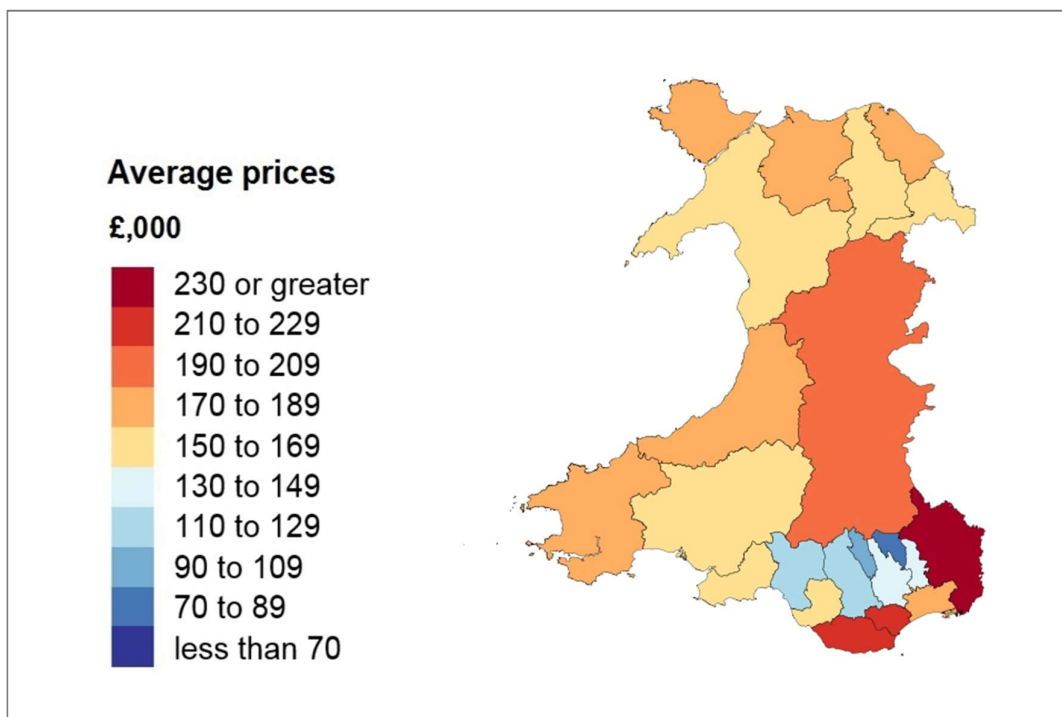 Average prices
£,000
230 or greater
210 to 229
190 to 209
170 to 189
150 to 169
130 to 149
110 to 129
90 to 109
70 to 89
less than 70